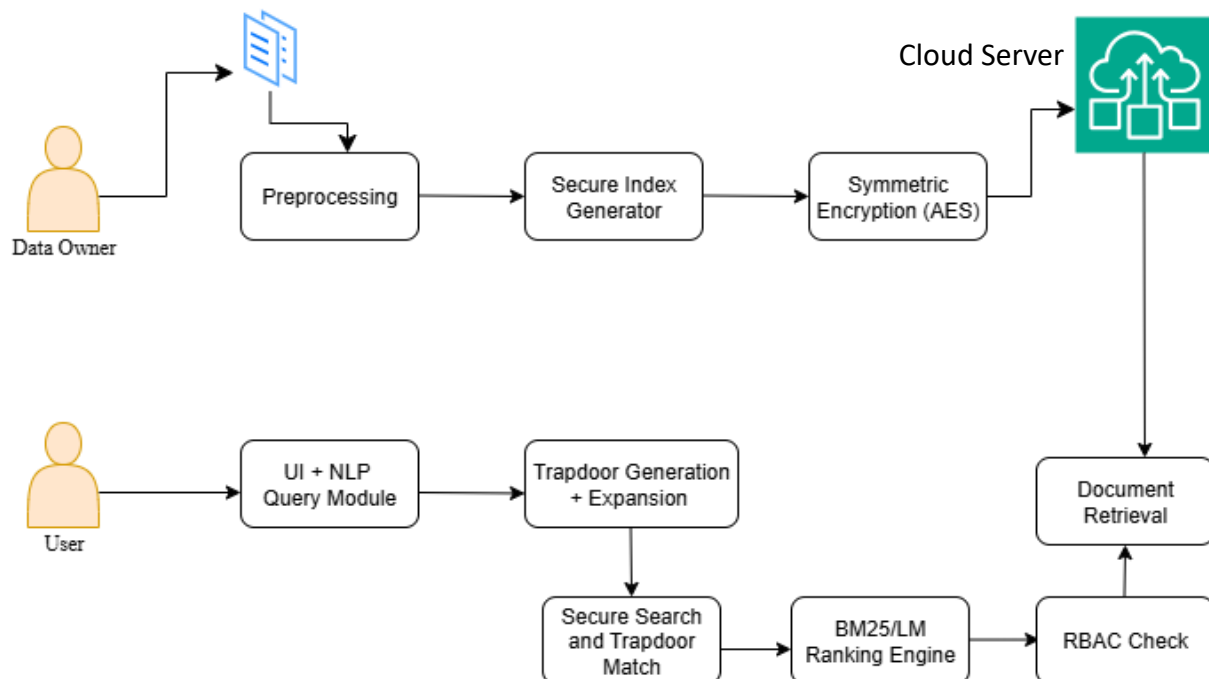 Cloud Server
Preprocessing
Secure Index
Generator
Symmetric
Encryption (AES)
Data Owner
UI + NLP
Query Module
Trapdoor Generation
+ Expansion
Document
Retrieval
User
Secure Search
and Trapdoor
Match
BM25/LM
Ranking Engine
RBAC Check